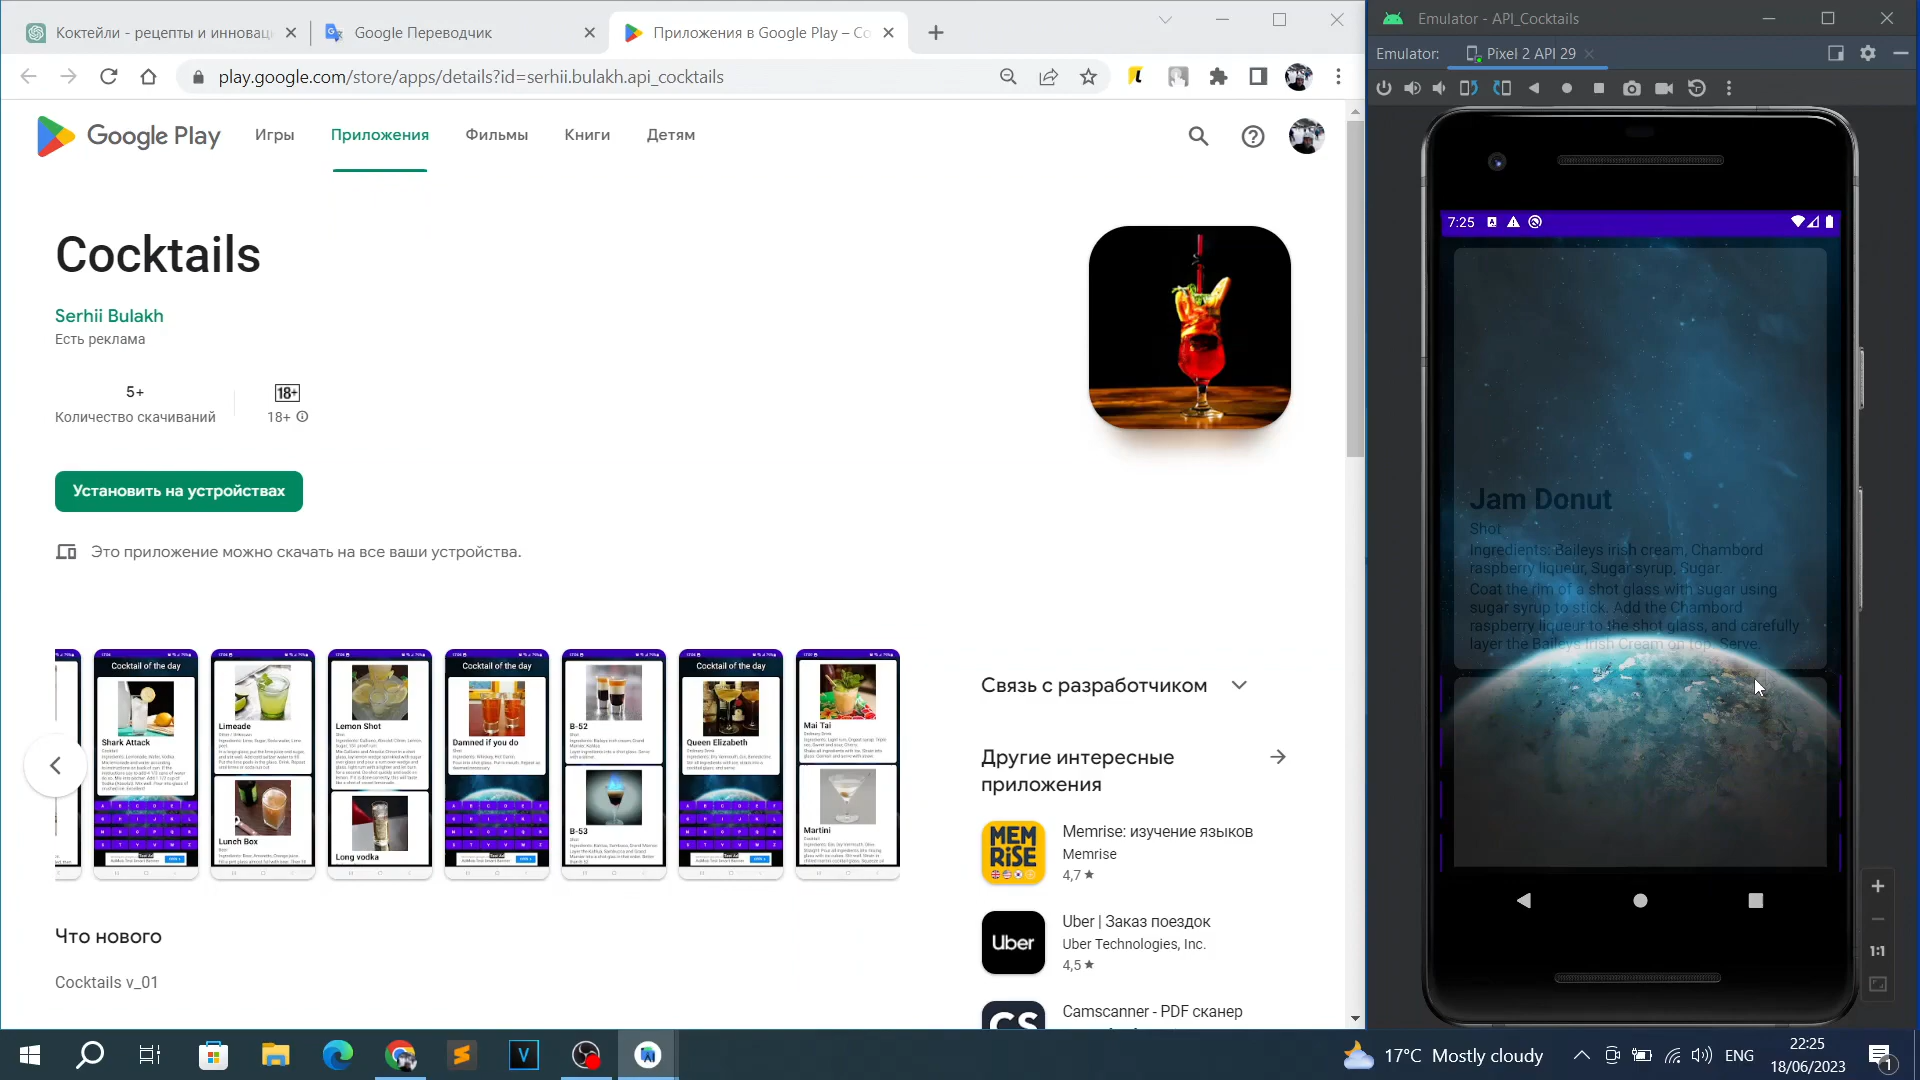 Коктейли - рецепты и инновац
Google Переводчик
Приложения в Google Play – Co
Emulator - API_Cocktails
Emulator:
Pixel 2 API 29
play.google.com/store/apps/details?id=serhii.bulakh.api_cocktails
Google Play
Игры
Приложения
Фильмы
Книги
Детям
Cocktails
Serhii Bulakh
Есть реклама
5+
Количество скачиваний
18+
18+
Установить на устройствах
Это приложение можно скачать на все ваши устройства.
Cocktail of the day
Shark Attack
Limeade
Lunch Box
Lemon Shot
Long vodka
Cocktail of the day
Damned if you do
B-52
B-53
Cocktail of the day
Queen Elizabeth
Mai Tai
Martini
Что нового
Cocktails v_01
Связь с разработчиком
Другие интересные
приложения
MEM
RiSE
Memrise: изучение языков
Memrise
4,7 ★
Uber
Uber | Заказ поездок
Uber Technologies, Inc.
4,5 ★
CS
Camscanner - PDF сканер
7:25
Jam Donut
Shot
Ingredients: Baileys irish cream, Chambord
raspberry liqueur, Sugar syrup, Sugar.
Coat the rim of a shot glass with sugar using
sugar syrup to stick. Add the Chambord
raspberry liqueur to the shot glass, and carefully
layer the Baileys Irish Cream on top. Serve.
1:1
17°C Mostly cloudy
ENG
22:25
18/06/2023
1